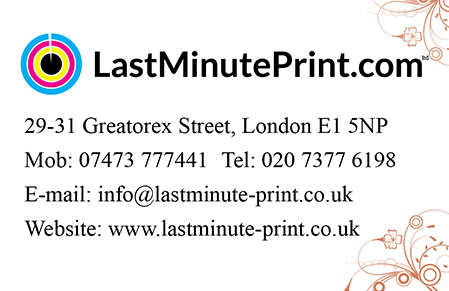 LastMinutePrint.com ltd
29-31 Greatorex Street, London E1 5NP
Mob: 07473 777441 Tel: 020 7377 6198
E-mail: info@lastminute-print.co.uk
Website: www.lastminute-print.co.uk